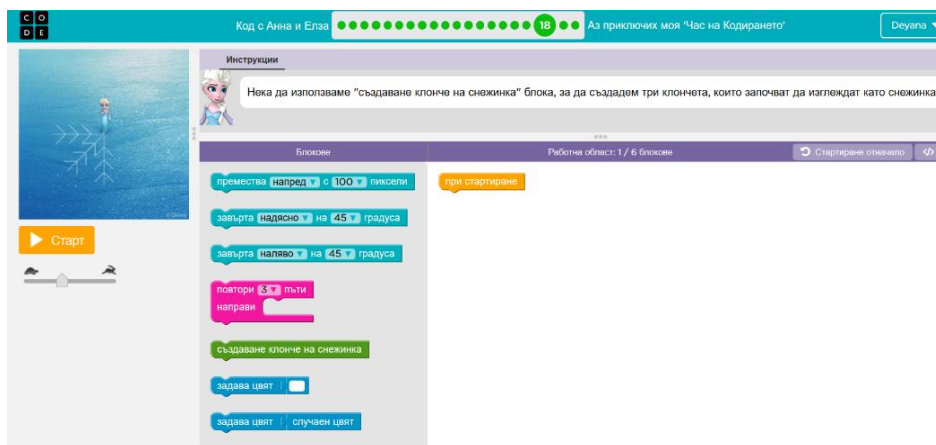 C O
D E
Код с Анна и Елза
18
Аз приключих моя 'Час на Кодирането'
Deyana
Инструкции
Нека да използваме "създаване клонче на снежинка" блока, за да създадем три клончета, които започват да изглеждат като снежинка
Блокове
Работна област: 1 / 6 блокове
Стартиране отначало
</>
премества напред с 100 пиксели
при стартиране
завърта надясно на 45 градуса
© Disney
Старт
завърта наляво на 45 градуса
повтори 3 пъти
направи
създаване клонче на снежинка
задава цвят
задава цвят случаен цвят